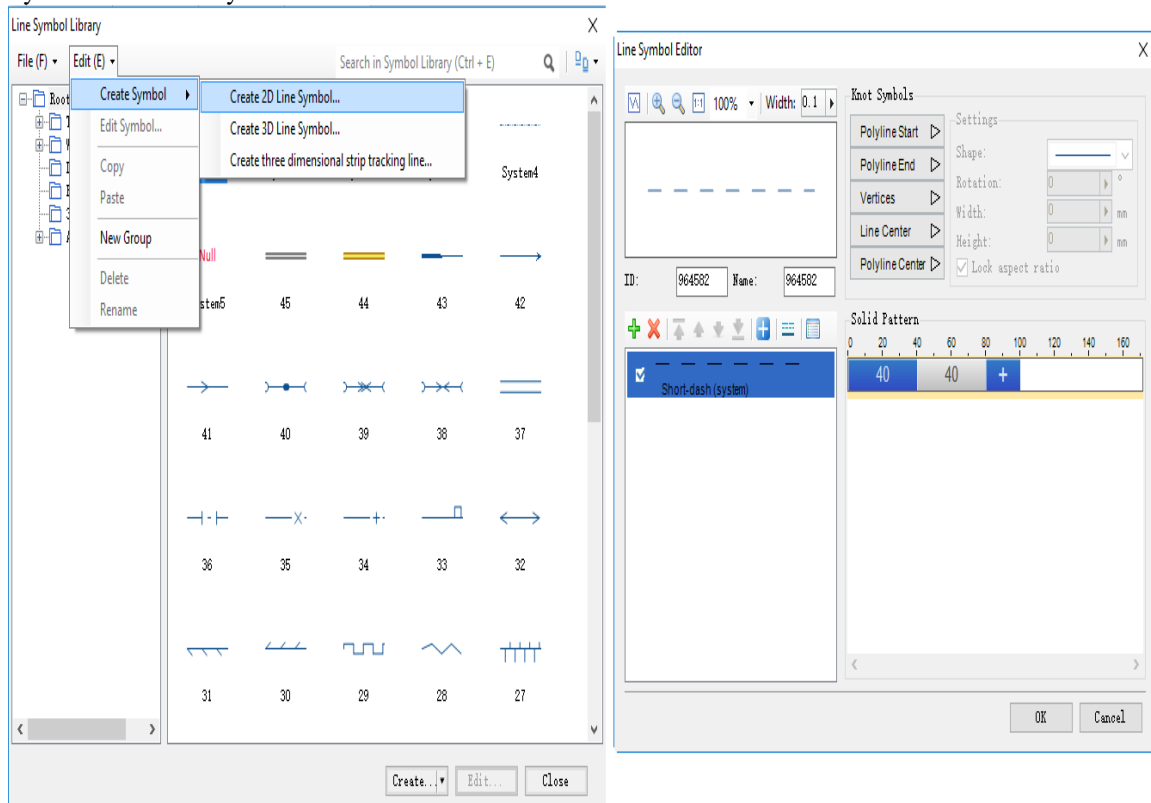 Line Symbol Library
File (F)
Edit (E)
Search in Symbol Library (Ctrl + E)
Root
Create Symbol
Edit Symbol...
Copy
Paste
New Group
Delete
Rename
Create 2D Line Symbol...
Create 3D Line Symbol...
Create three dimensional strip tracking line...
System4
Null
45
44
43
42
41
40
39
38
37
36
35
34
33
32
31
30
29
28
27
Create...
Edit...
Close
Line Symbol Editor
1:1
100%
Width: 0.1
ID: 964582 Name: 964582
Short-dash (system)
Knot Symbols
Polyline Start
Polyline End
Vertices
Line Center
Polyline Center
Settings
Shape:
Rotation: 0 °
Width: 0 mm
Height: 0 mm
Lock aspect ratio
Solid Pattern
0 20 40 60 80 100 120 140 160
40 40 +
OK Cancel